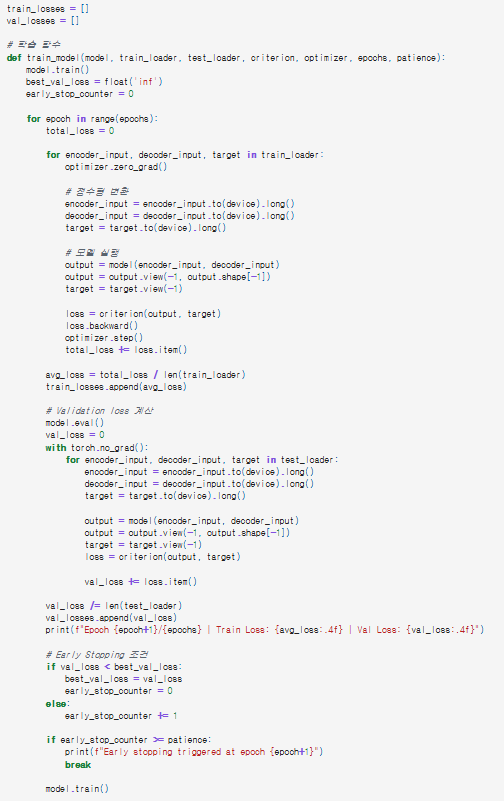 train_losses = []
val_losses = []

# 학습 함수
def train_model(model, train_loader, test_loader, criterion, optimizer, epochs, patience):
    model.train()
    best_val_loss = float('inf')
    early_stop_counter = 0

    for epoch in range(epochs):
        total_loss = 0

        for encoder_input, decoder_input, target in train_loader:
            optimizer.zero_grad()

            # 정수형 변환
            encoder_input = encoder_input.to(device).long()
            decoder_input = decoder_input.to(device).long()
            target = target.to(device).long()

            # 모델 실행
            output = model(encoder_input, decoder_input)
            output = output.view(-1, output.shape[-1])
            target = target.view(-1)

            loss = criterion(output, target)
            loss.backward()
            optimizer.step()
            total_loss += loss.item()

        avg_loss = total_loss / len(train_loader)
        train_losses.append(avg_loss)

        # Validation loss 계산
        model.eval()
        val_loss = 0
        with torch.no_grad():
            for encoder_input, decoder_input, target in test_loader:
                encoder_input = encoder_input.to(device).long()
                decoder_input = decoder_input.to(device).long()
                target = target.to(device).long()

                output = model(encoder_input, decoder_input)
                output = output.view(-1, output.shape[-1])
                target = target.view(-1)
                loss = criterion(output, target)

                val_loss += loss.item()

        val_loss /= len(test_loader)
        val_losses.append(val_loss)
        print(f"Epoch {epoch+1}/{epochs} | Train Loss: {avg_loss:.4f} | Val Loss: {val_loss:.4f}")

        # Early Stopping 조건
        if val_loss < best_val_loss:
            best_val_loss = val_loss
            early_stop_counter = 0
        else:
            early_stop_counter += 1

        if early_stop_counter >= patience:
            print(f"Early stopping triggered at epoch {epoch+1}")
            break

        model.train()